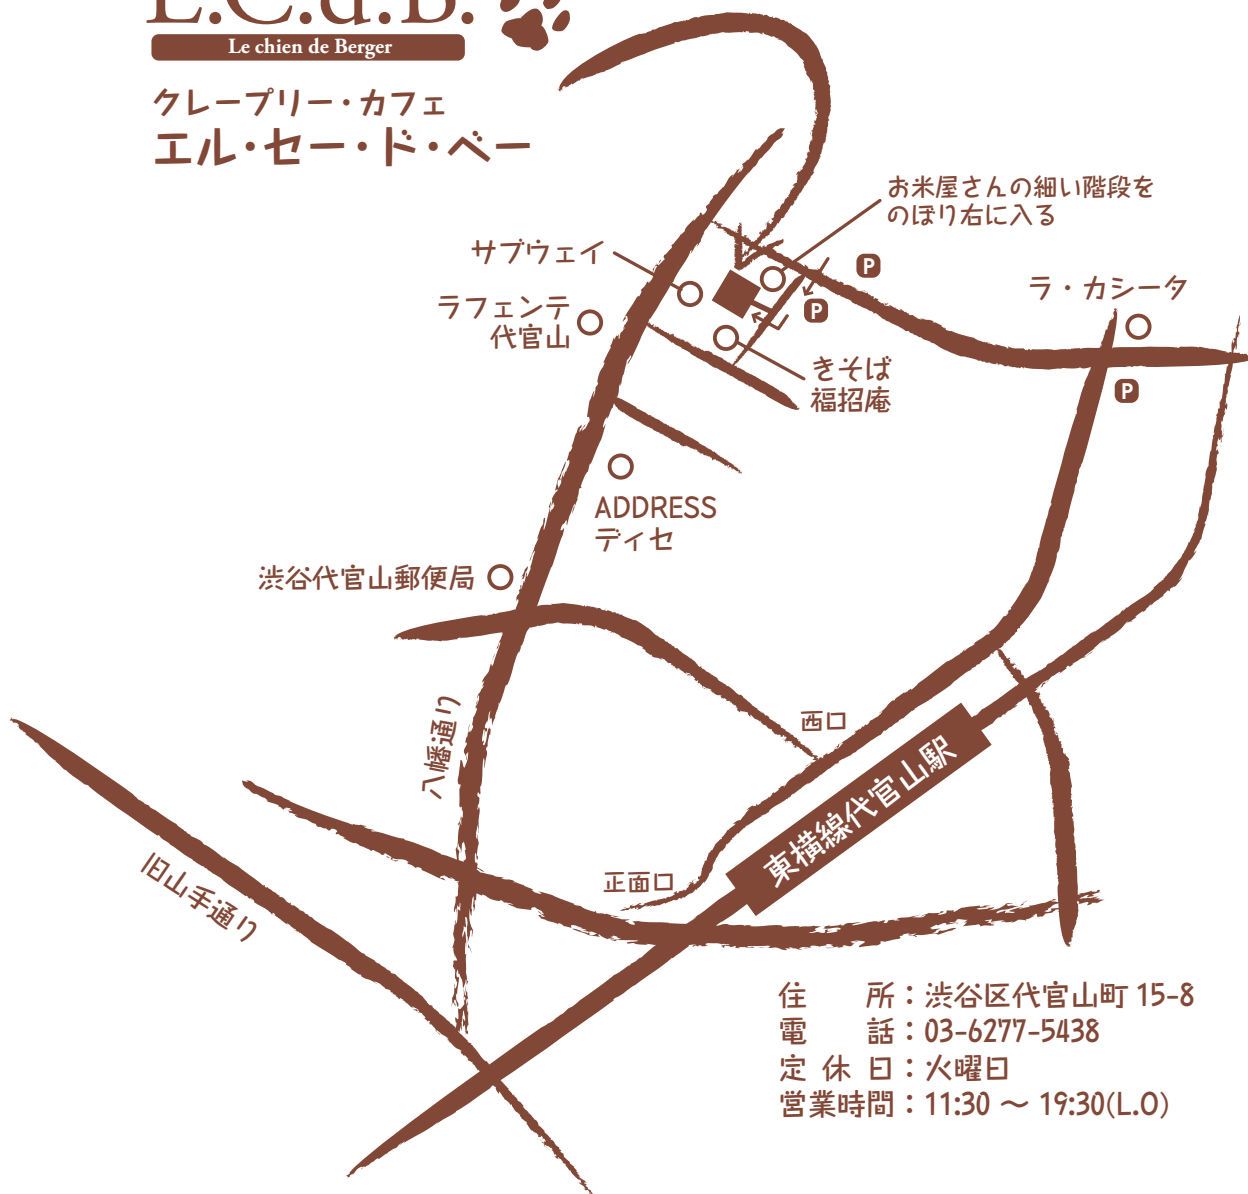 L.C.d.B.
Le chien de Berger
クレープリー・カフェ
エル・セー・ド・ベー
お米屋さんの細い階段を
のぼり右に入る
サブウェイ
P
ラ・カシータ
ラフェンテ
代官山
P
きそば
福招庵
P
ADDRESS
ディセ
渋谷代官山郵便局
八幡通り
西口
東横線代官山駅
旧山手通り
正面口
住所：渋谷区代官山町 15-8
電話：03-6277-5438
定休日：火曜日
営業時間：11:30 〜 19:30(L.O)